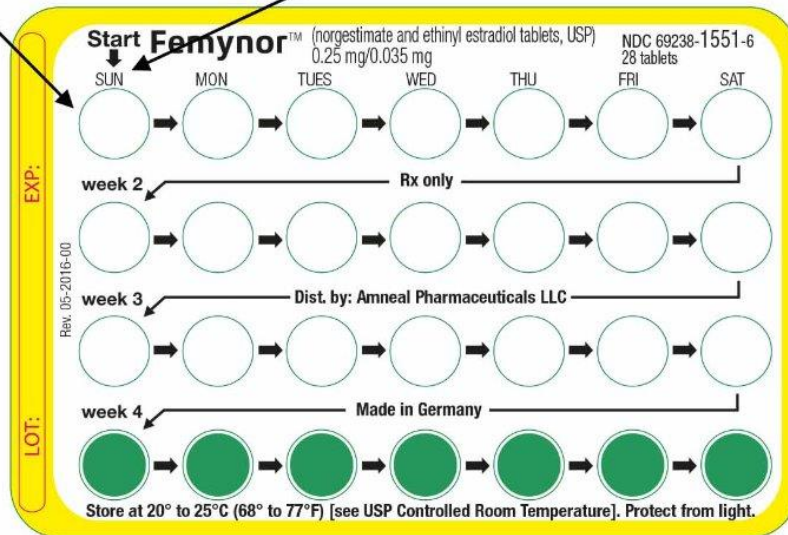 Start Femynor™ (norgestimate and ethinyl estradiol tablets, USP)
0.25 mg/0.035 mg
NDC 69238-1551-6
28 tablets
SUN MON TUES WED THU FRI SAT
week 2 Rx only
week 3 Dist. by: Amneal Pharmaceuticals LLC
week 4 Made in Germany
Store at 20° to 25°C (68° to 77°F) [see USP Controlled Room Temperature]. Protect from light.
EXP:
LOT:
Rev. 05-2016-00